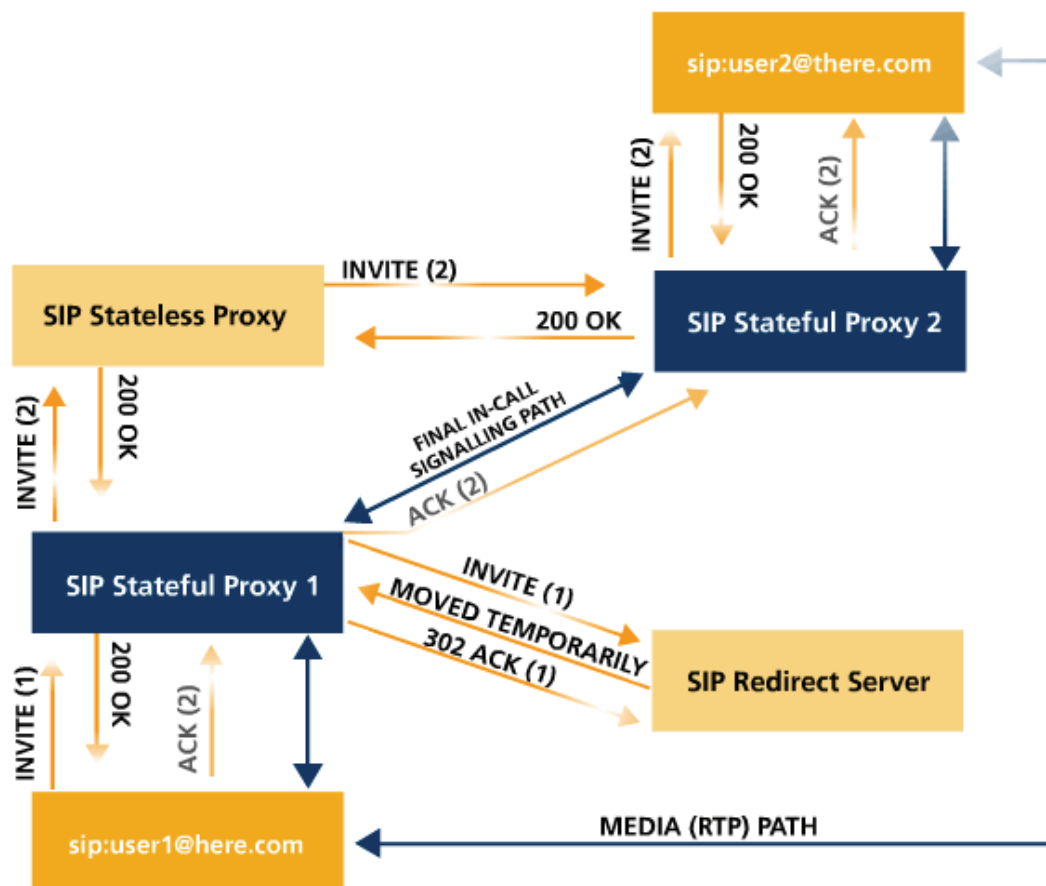 sip:user2@there.com
INVITE (2)
200 OK
ACK (2)
INVITE (2)
SIP Stateless Proxy
200 OK
SIP Stateful Proxy 2
INVITE (2)
200 OK
FINAL IN-CALL
SIGNALLING PATH
ACK (2)
SIP Stateful Proxy 1
INVITE (1)
MOVED TEMPORARILY
302 ACK (1)
SIP Redirect Server
INVITE (1)
200 OK
ACK (2)
sip:user1@here.com
MEDIA (RTP) PATH